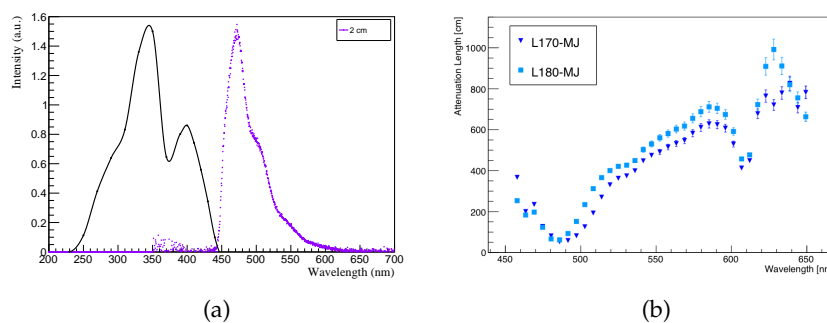 Intensity (a.u.)
1.6
1.4
1.2
1
0.8
0.6
0.4
0.2
0
200 250 300 350 400 450 500 550 600 650 700
Wavelength (nm)
2 cm
(a)
Attenuation Length [cm]
1000
800
600
400
200
0
450 500 550 600 650
Wavelength [nm
L170-MJ
L180-MJ
(b)